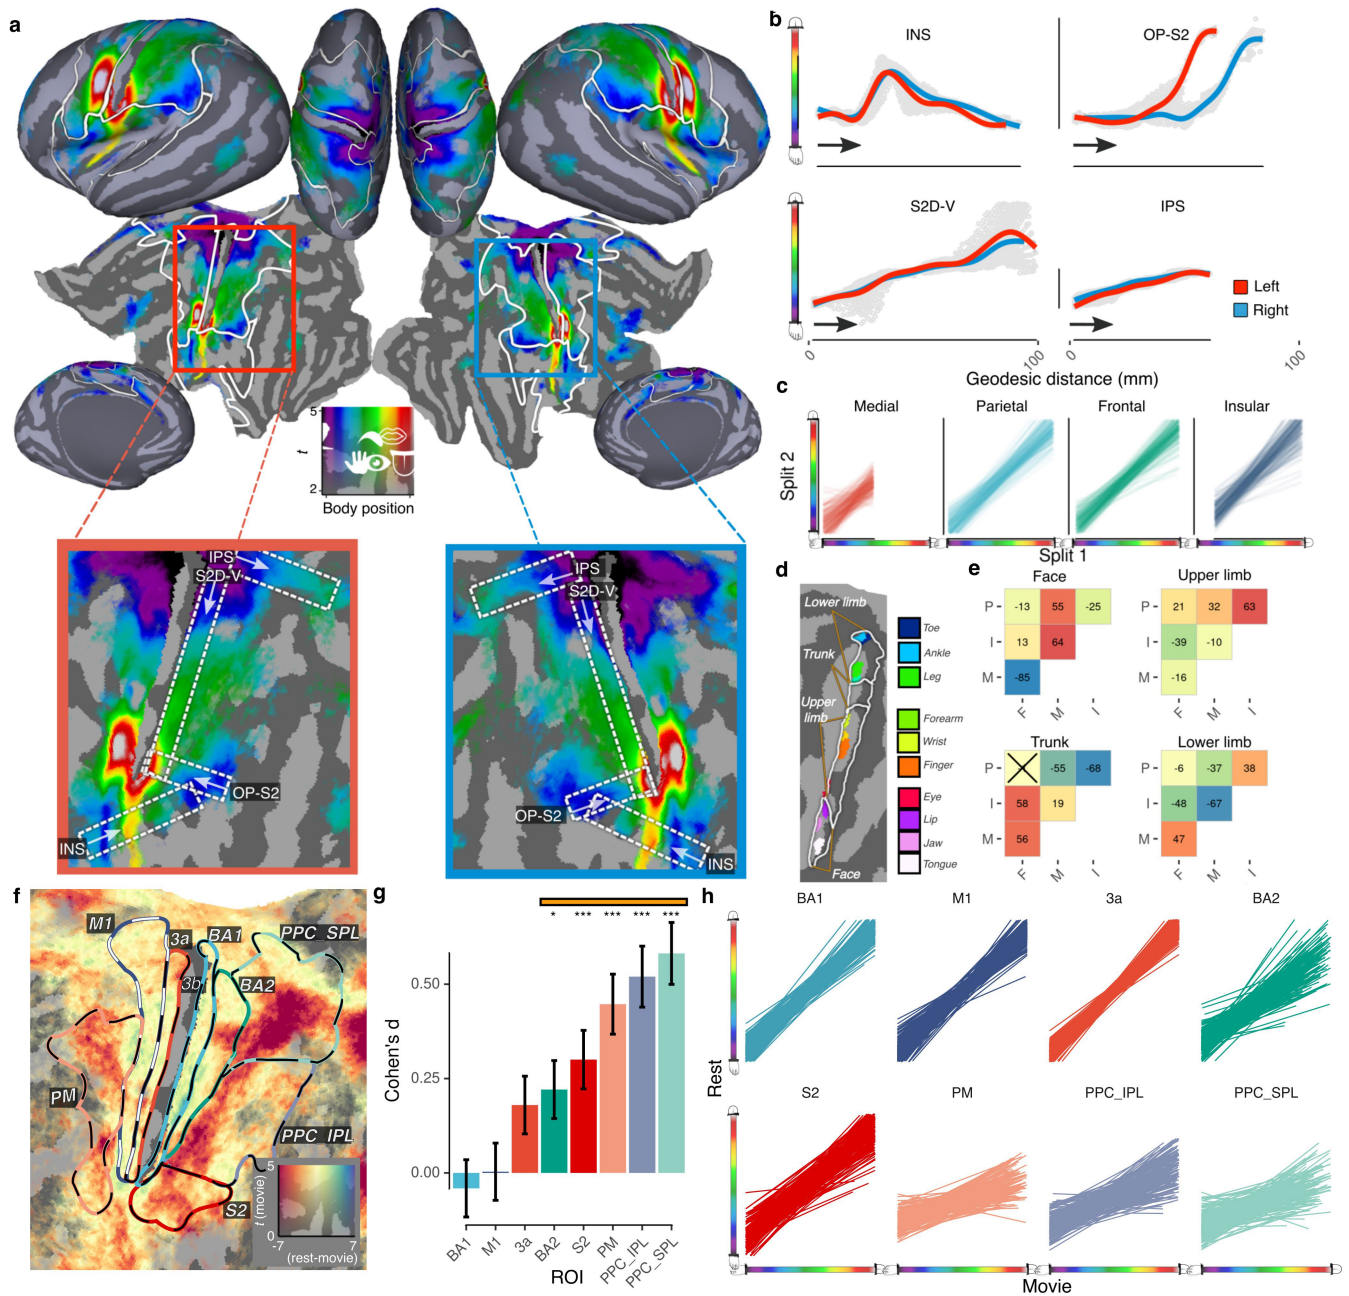 a
5
t
2
Body position
IPS
S2D-V
OP-S2
INS
IPS
S2D-V
OP-S2
INS
b
INS
OP-S2
S2D-V
IPS
Left
Right
0
100
0
100
Geodesic distance (mm)
c
Medial
Parietal
Frontal
Insular
Split 2
Split 1
d
Lower limb
Trunk
Upper
limb
Face
Toe
Ankle
Leg
Forearm
Wrist
Finger
Eye
Lip
Jaw
Tongue
e
Face
P
-13
55
-25
I
13
64
M
-85
F
M
I
Upper limb
P
21
32
63
I
-39
-10
M
-16
F
M
I
Trunk
P
-55
-68
I
58
19
M
56
F
M
I
Lower limb
P
-6
-37
38
I
-48
-67
M
47
F
M
I
f
M1
3a
BA1
PPC_SPL
3b
BA2
PM
PPC_IPL
S2
5
t (movie)
0
-7
7
(rest-movie)
g
* *** *** *** ***
Cohen's d
0.50
0.25
0.00
BA1
M1
3a
BA2
S2
PM
PPC_IPL
PPC_SPL
ROI
h
BA1
M1
3a
BA2
S2
PM
PPC_IPL
PPC_SPL
Rest
Movie